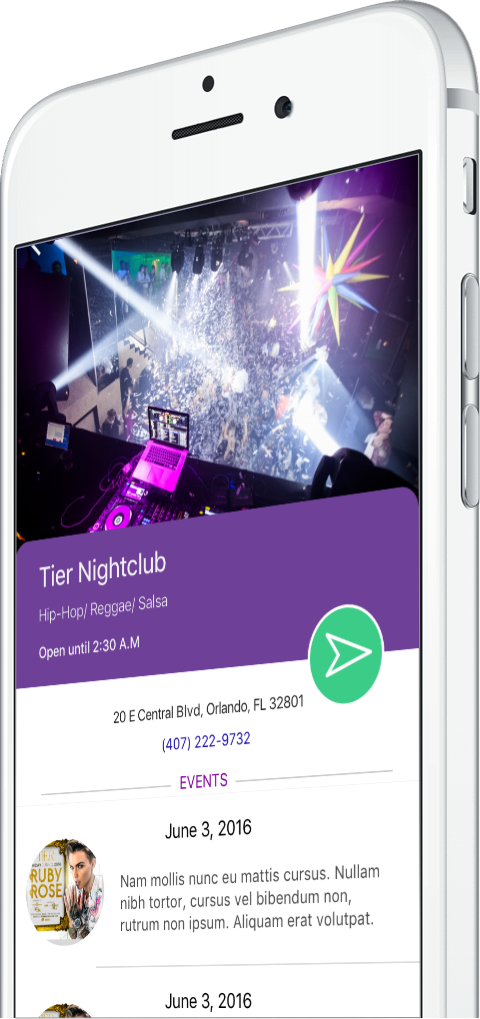 Tier Nightclub
Hip-Hop/ Reggae/ Salsa
Open until 2:30 A.M
20 E Central Blvd, Orlando, FL 32801
(407) 222-9732
EVENTS
June 3, 2016
RUBY
ROSE
Nam mollis nunc eu mattis cursus. Nullam
nibh tortor, cursus vel bibendum non,
rutrum non ipsum. Aliquam erat volutpat.
June 3, 2016